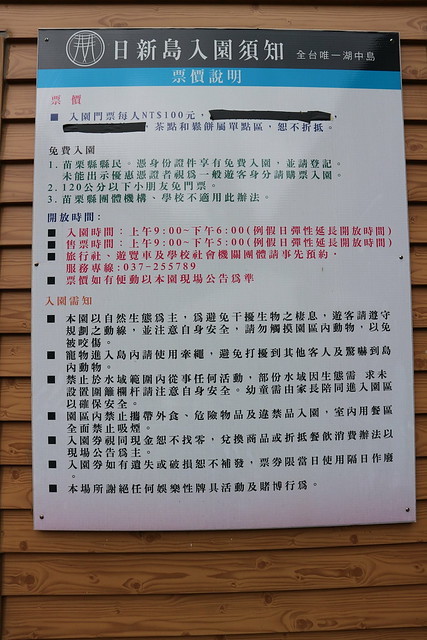 日新島入園須知 全台唯一湖中島
票價說明
票 價
■ 入園門票每人NT$100元，
，茶點和鬆餅屬單點區，恕不折抵。
免費入園
1. 苗栗縣縣民。憑身份證件享有免費入園，並請登記。
未能出示優惠憑證者視爲一般遊客身分請購票入園。
2. 120公分以下小朋友免門票。
3. 苗栗縣團體機構、學校不適用此辦法。
開放時間：
■ 入園時間：上午9:00~下午6:00(例假日彈性延長開放時間)
■ 售票時間：上午9:00~下午5:00(例假日彈性延長開放時間)
■ 旅行社、遊覽車及學校社會機關團體請事先預約，
服務專線:037-255789
■ 票價如有便動以本園現場公告爲準
入園需知
■ 本園以自然生態爲主，爲避免干擾生物之棲息，遊客請遵守
規劃之動線，並注意自身安全，請勿觸摸園區內動物，以免
被咬傷。
■ 寵物進入島內請使用牽繩，避免打擾到其他客人及驚嚇到島
內動物。
■ 禁止於水域範圍內從事任何活動，部份水域因生態需 求未
設置圍籬欄杆請注意自身安全。幼童需由家長陪同進入園區
以確保安全。
■ 園區內禁止攜帶外食、危險物品及違禁品入園，室內用餐區
全面禁止吸煙。
■ 入園券視同現金恕不找零，兌換商品或折抵餐飲消費辦法以
現場公告爲主。
■ 入園券如有遺失或破損恕不補發，票券限當日使用隔日作廢
。
■ 本場所謝絕任何娛樂性牌具活動及賭博行爲。